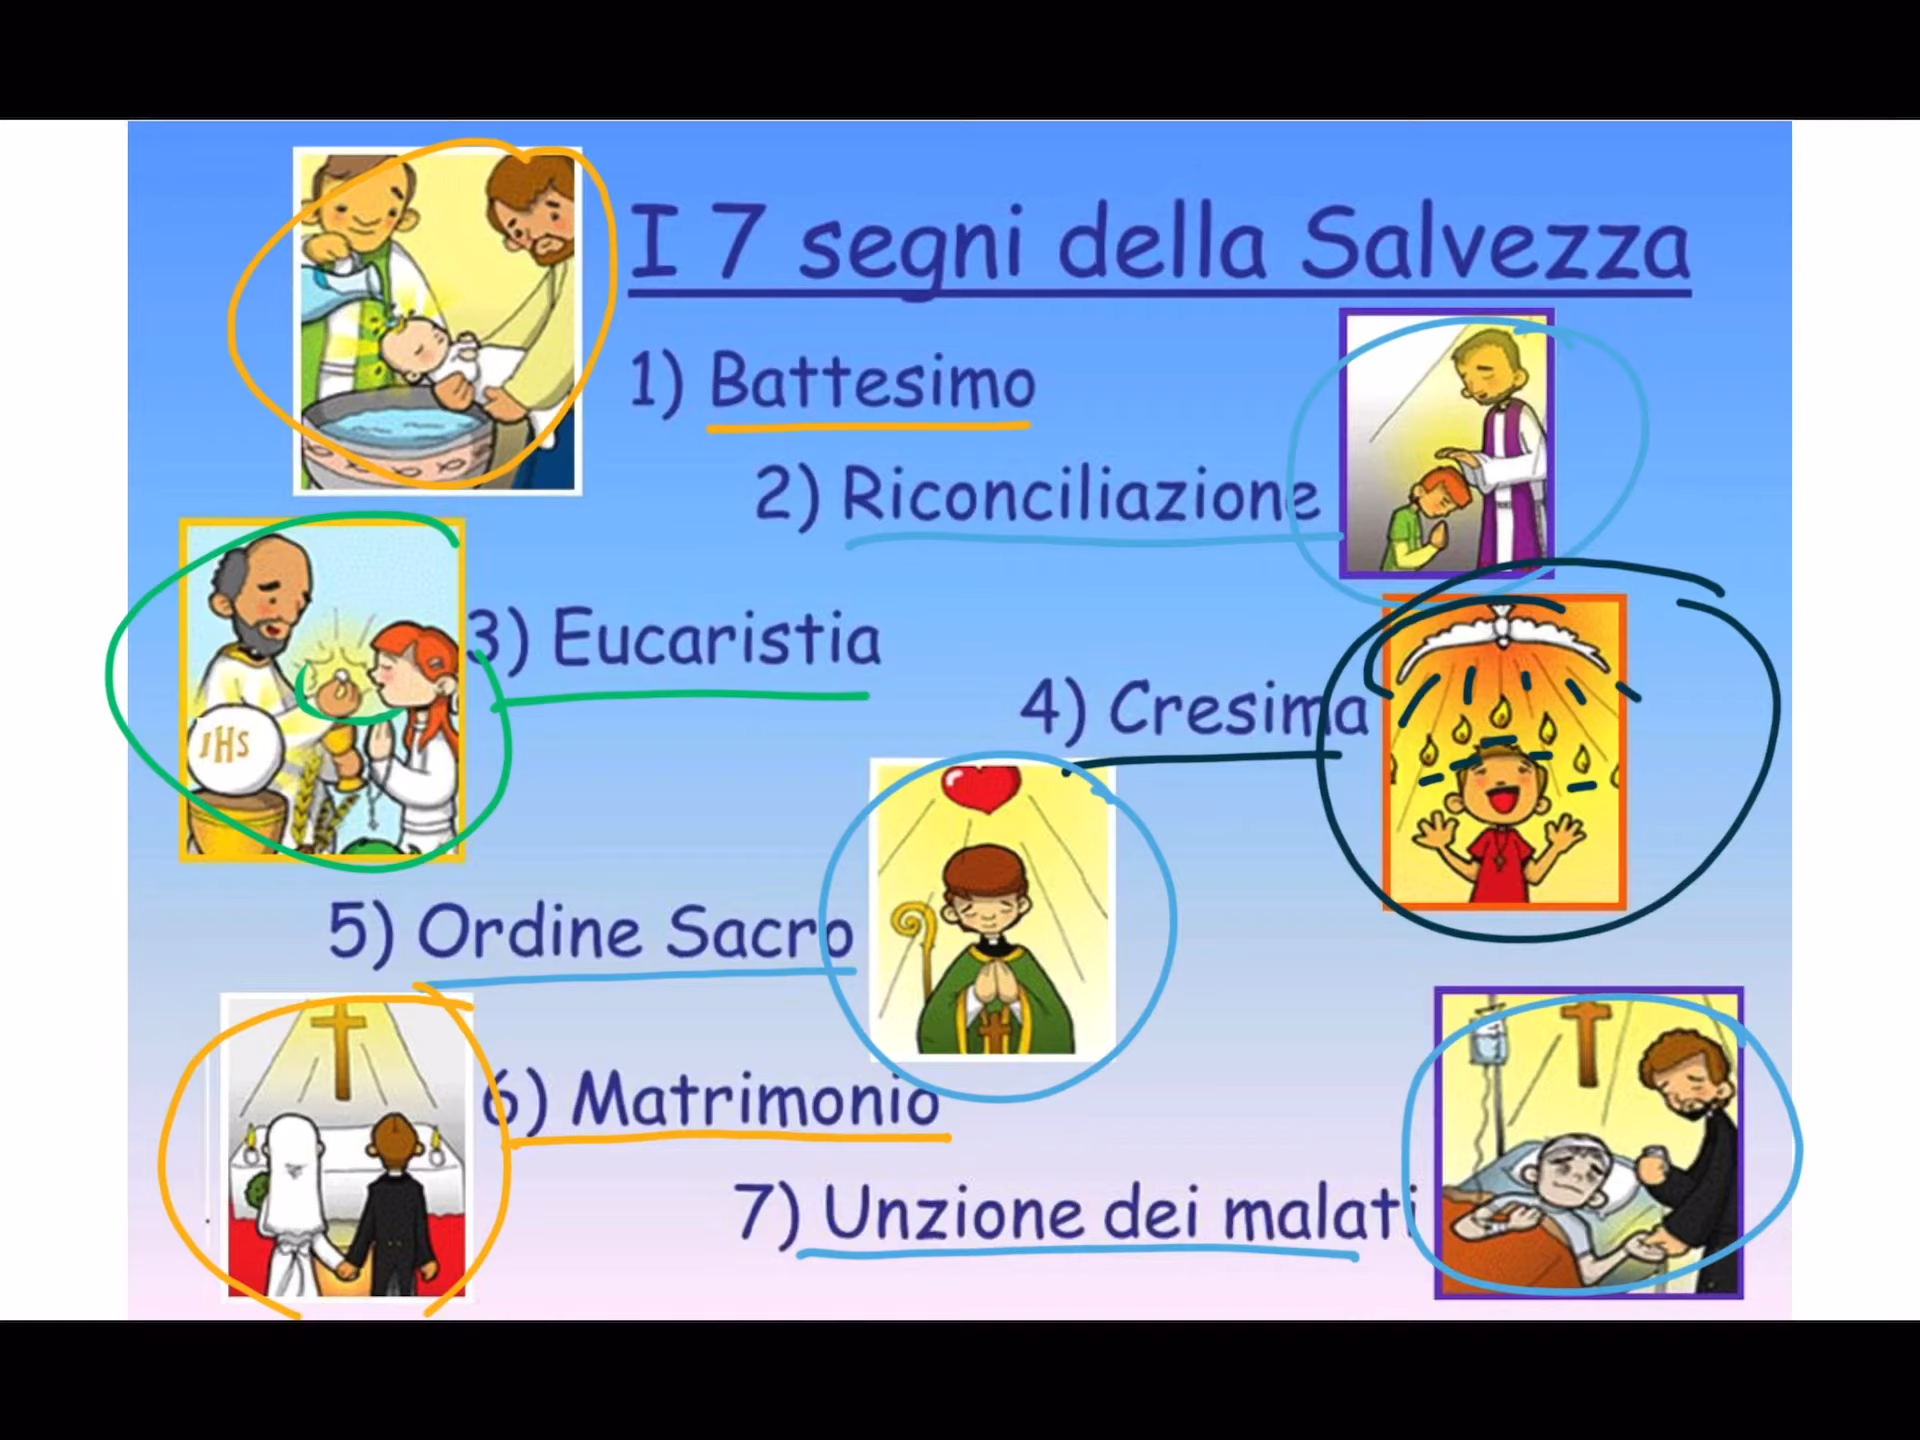 I 7 segni della Salvezza
1) Battesimo
2) Riconciliazione
3) Eucaristia
IHS
4) Cresima
5) Ordine Sacro
6) Matrimonio
7) Unzione dei malati